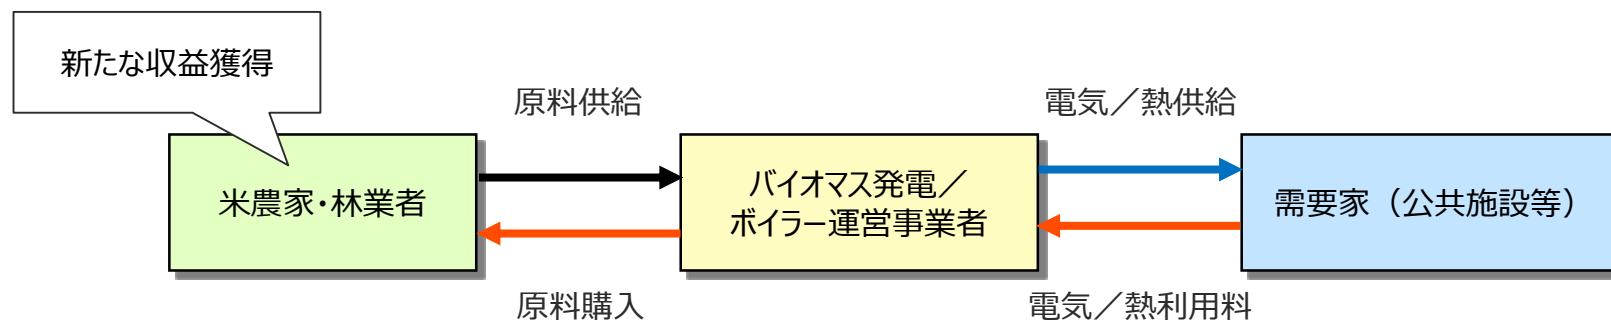 新たな収益獲得
原料供給
電気／熱供給
米農家・林業者
バイオマス発電／
ボイラー運営事業者
需要家（公共施設等）
原料購入
電気／熱利用料